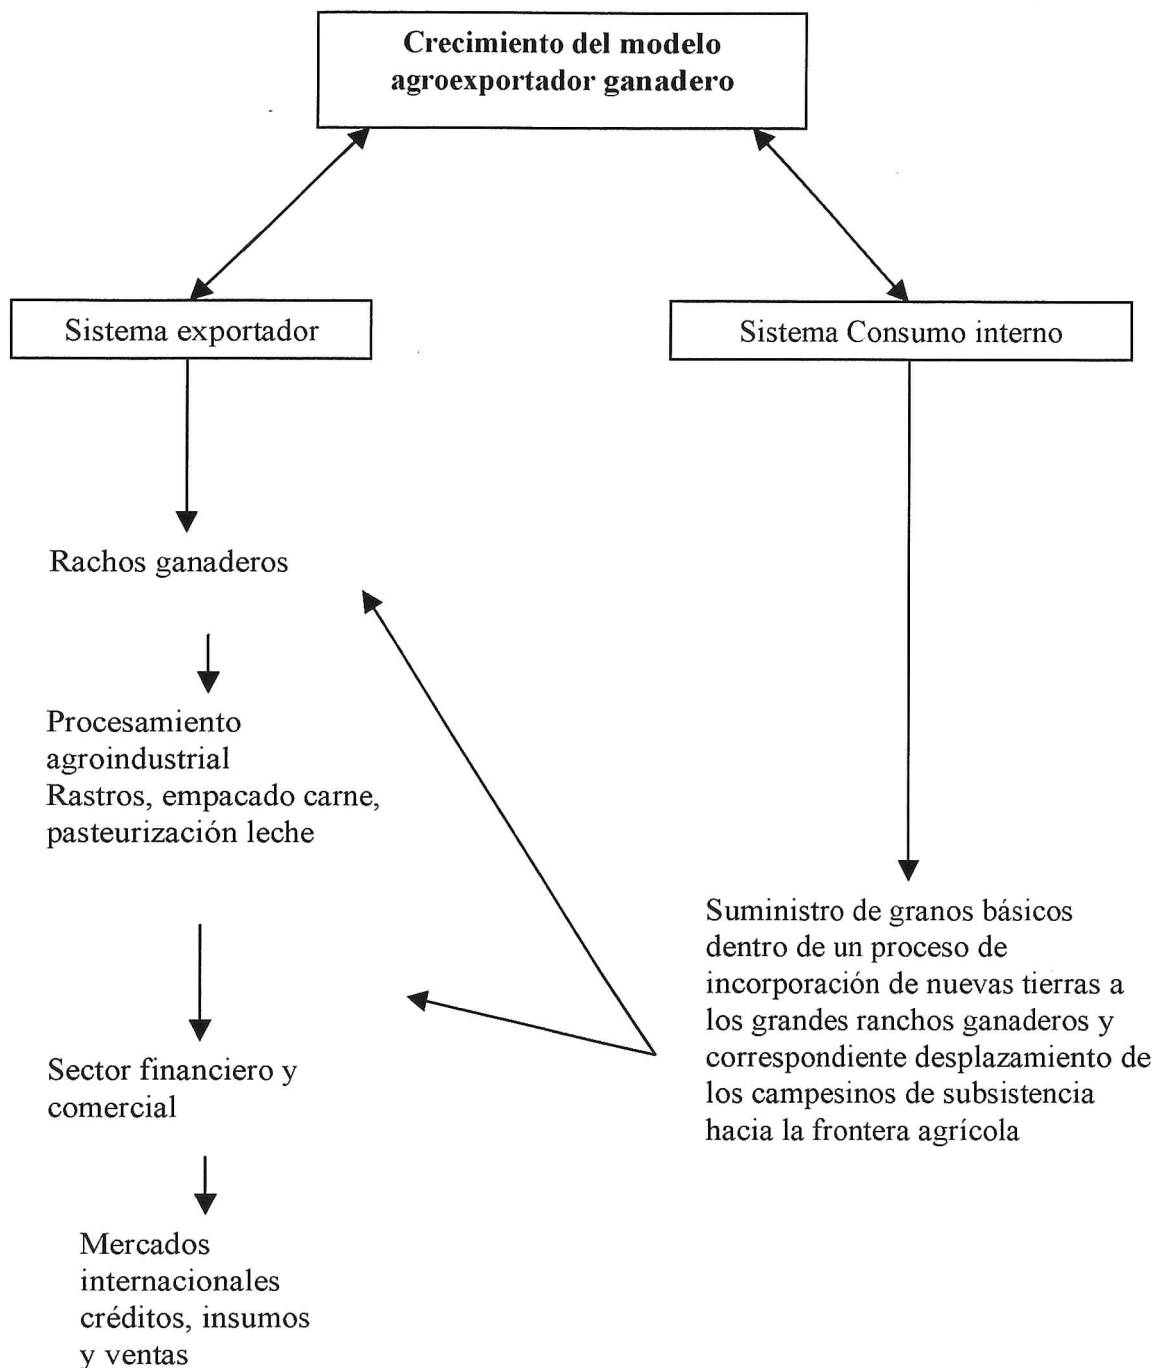 Crecimiento del modelo
agroexportador ganadero
Sistema exportador
Sistema Consumo interno
Rachos ganaderos
Procesamiento
agroindustrial
Rastros, empacado carne,
pasteurización leche
Sector financiero y
comercial
Mercados
internacionales
créditos, insumos
y ventas
Suministro de granos básicos
dentro de un proceso de
incorporación de nuevas tierras a
los grandes ranchos ganaderos y
correspondiente desplazamiento de
los campesinos de subsistencia
hacia la frontera agrícola